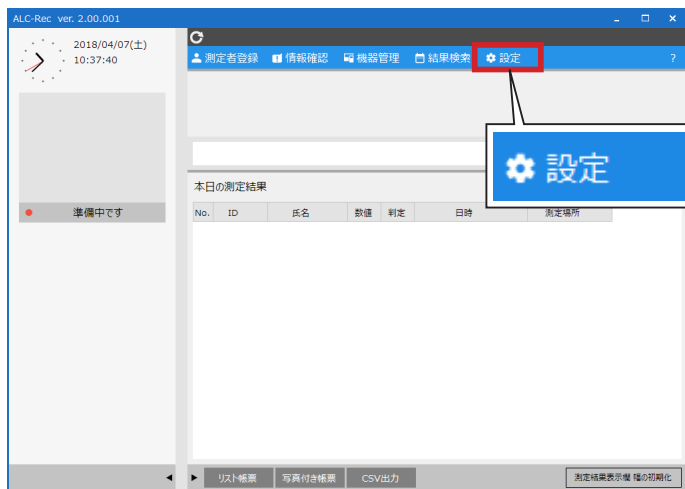 ALC-Rec ver. 2.00.001
2018/04/07(土)
10:37:40
測定者登録 情報確認 機器管理 結果検索 設定 ?
設定
本日の測定結果
準備中です
No. ID 氏名 数値 判定 日時 測定場所
リスト帳票 写真付き帳票 CSV出力 測定結果表示欄 幅の初期化